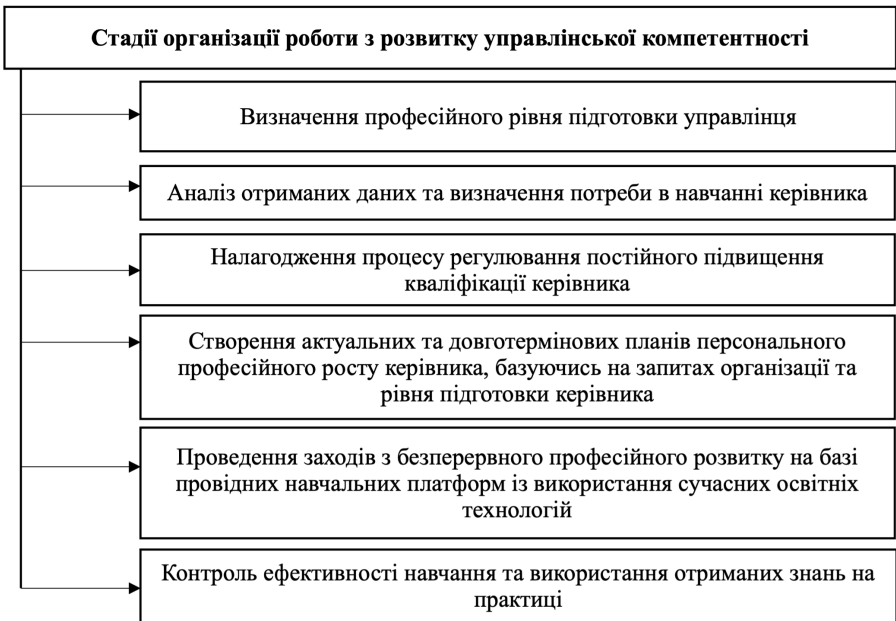 Стадії організації роботи з розвитку управлінської компетентності
Визначення професійного рівня підготовки управлінця
Аналіз отриманих даних та визначення потреби в навчанні керівника
Налагодження процесу регулювання постійного підвищення
кваліфікації керівника
Створення актуальних та довготермінових планів персонального
професійного росту керівника, базуючись на запитах організації та
рівня підготовки керівника
Проведення заходів з безперервного професійного розвитку на базі
провідних навчальних платформ із використання сучасних освітніх
технологій
Контроль ефективності навчання та використання отриманих знань на
практиці